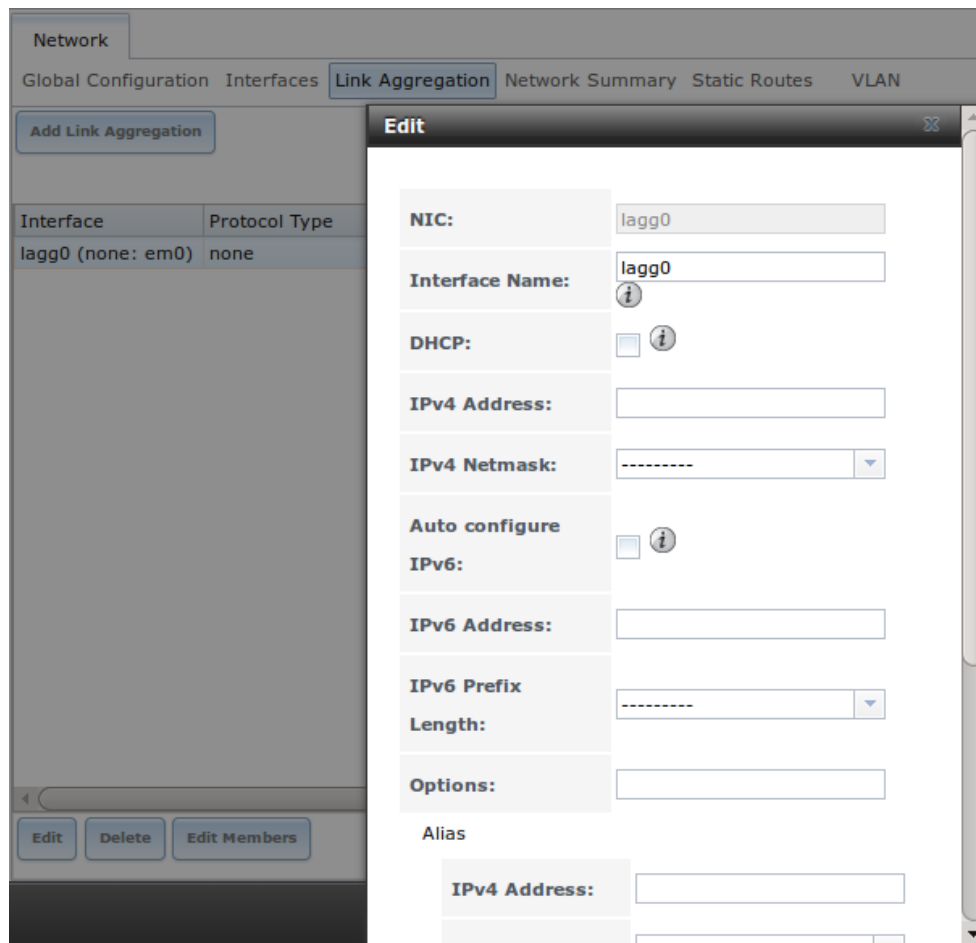 Network
Global Configuration Interfaces Link Aggregation Network Summary Static Routes VLAN
Add Link Aggregation
Interface Protocol Type
lagg0 (none: em0) none
Edit Delete Edit Members
Edit
NIC: lagg0
Interface Name: lagg0
i
DHCP: i
IPv4 Address:
IPv4 Netmask: ---------
Auto configure
IPv6: i
IPv6 Address:
IPv6 Prefix
Length: ---------
Options:
Alias
IPv4 Address: